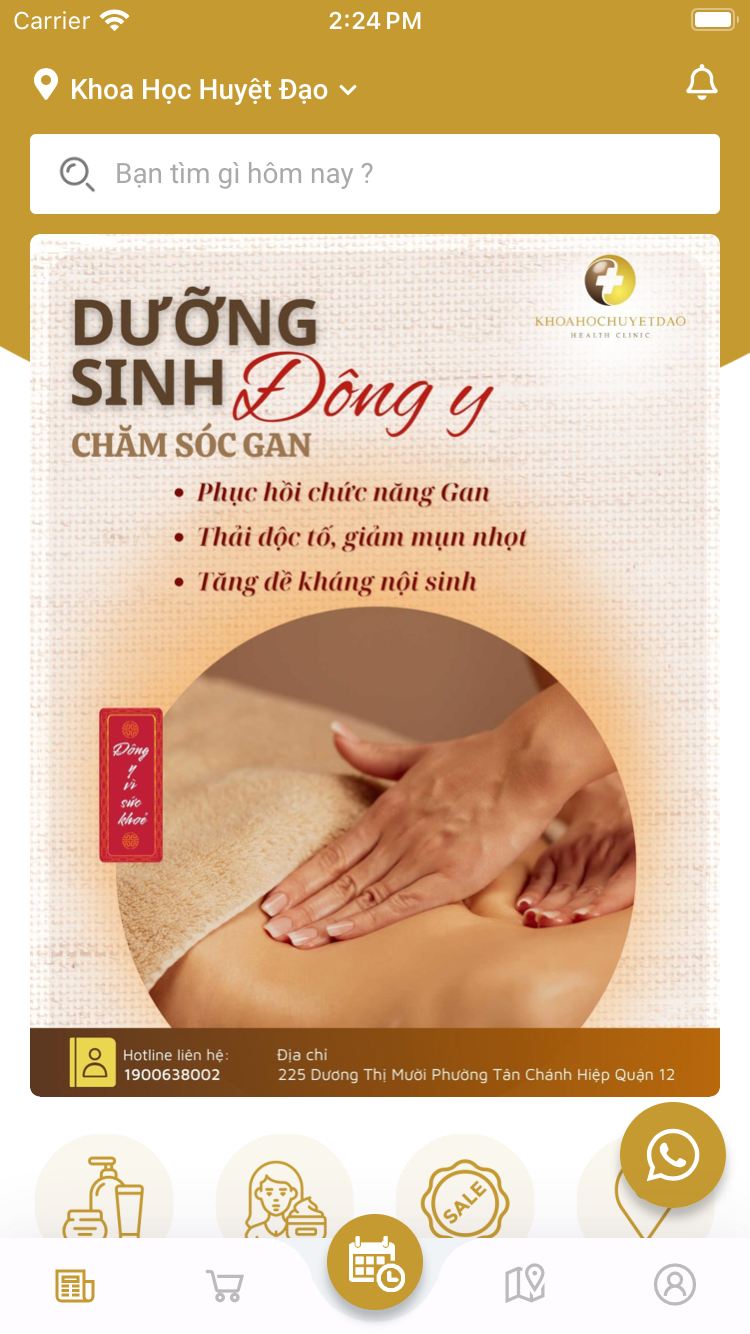 Carrier
2:24 PM
Khoa Học Huyệt Đạo
Bạn tìm gì hôm nay ?
KHOAHOCHUYETDAO
HEALTH CLINIC
DƯỠNG
SINH Đông y
CHĂM SÓC GAN
• Phục hồi chức năng Gan
• Thải độc tố, giảm mụn nhọt
• Tăng đề kháng nội sinh
Đông
y
vì
sức
khoẻ
Hotline liên hệ:
1900638002
Địa chỉ
225 Dương Thị Mười Phường Tân Chánh Hiệp Quận 12
SALE